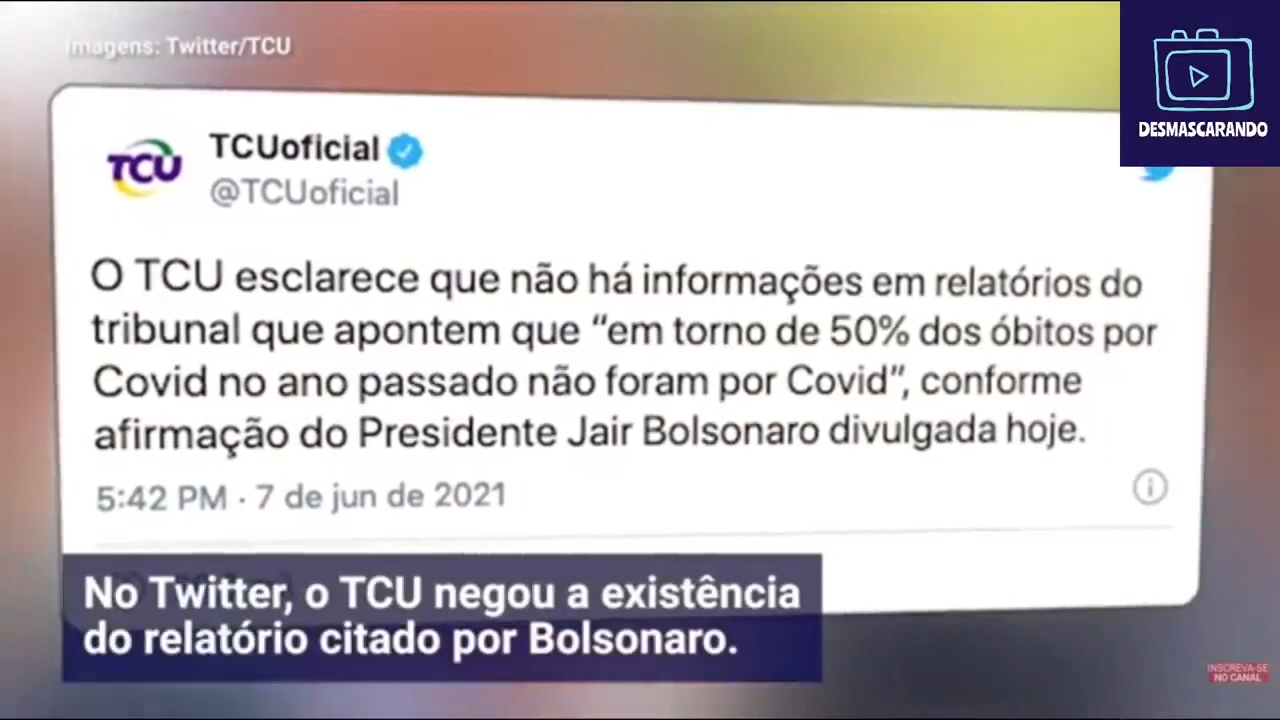 Imagens: Twitter/TCU
DESMASCARANDO
TCU
TCUoficial
@TCUoficial
O TCU esclarece que não há informações em relatórios do
tribunal que apontem que “em torno de 50% dos óbitos por
Covid no ano passado não foram por Covid”, conforme
afirmação do Presidente Jair Bolsonaro divulgada hoje.
5:42 PM · 7 de jun de 2021
No Twitter, o TCU negou a existência
do relatório citado por Bolsonaro.
INSCREVA-SE
NO CANAL